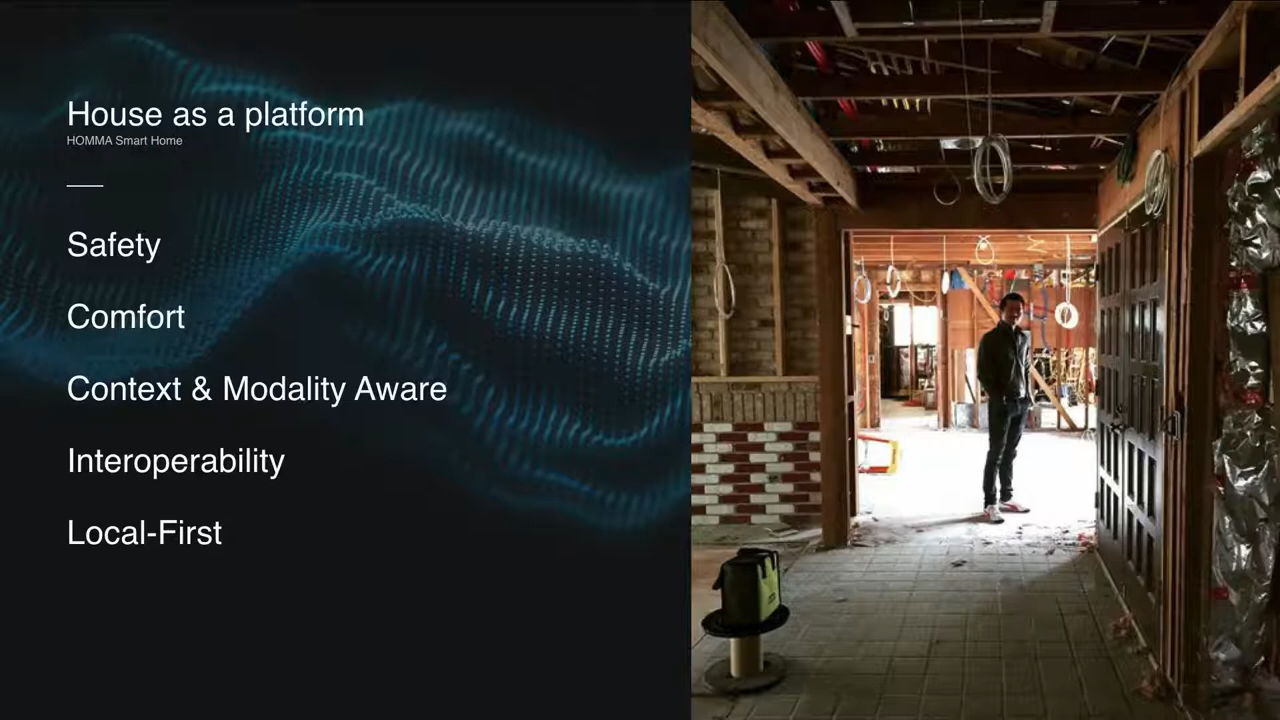 House as a platform
HOMMA Smart Home
Safety
Comfort
Context & Modality Aware
Interoperability
Local-First